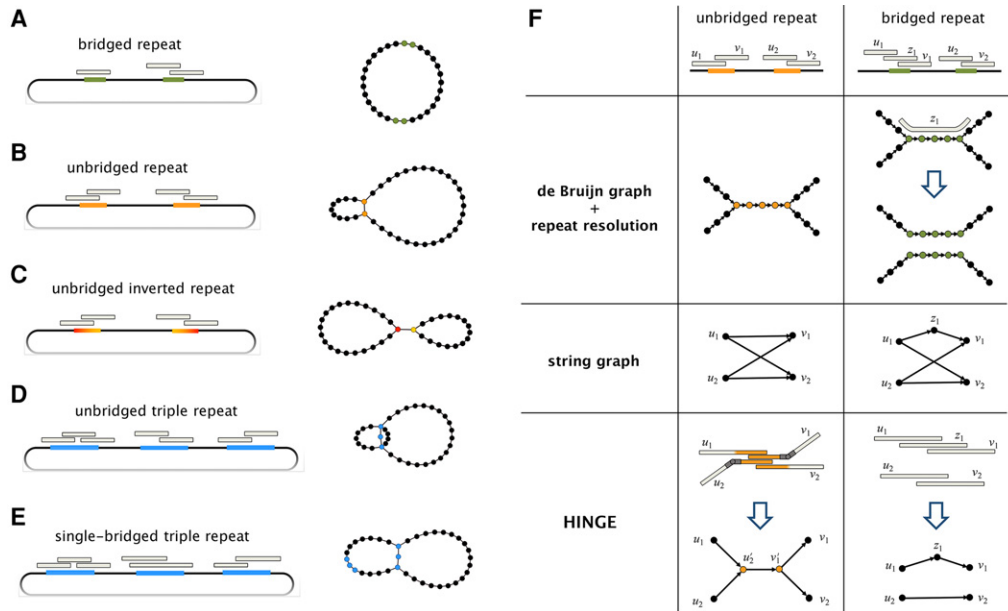 A
bridged repeat
B
unbridged repeat
C
unbridged inverted repeat
D
unbridged triple repeat
E
single-bridged triple repeat
F
unbridged repeat
bridged repeat
u1 v1 u2 v2
u1 z1 v1 u2 v2
de Bruijn graph
+
repeat resolution
z1
string graph
u1 v1
u2 v2
z1
u1 v1
u2 v2
HINGE
u1 v1
u2 v2
u1 z1 v1
u2 v2
u1 v1
u2′ v1′
u2 v2
z1
u1 v1
u2 v2